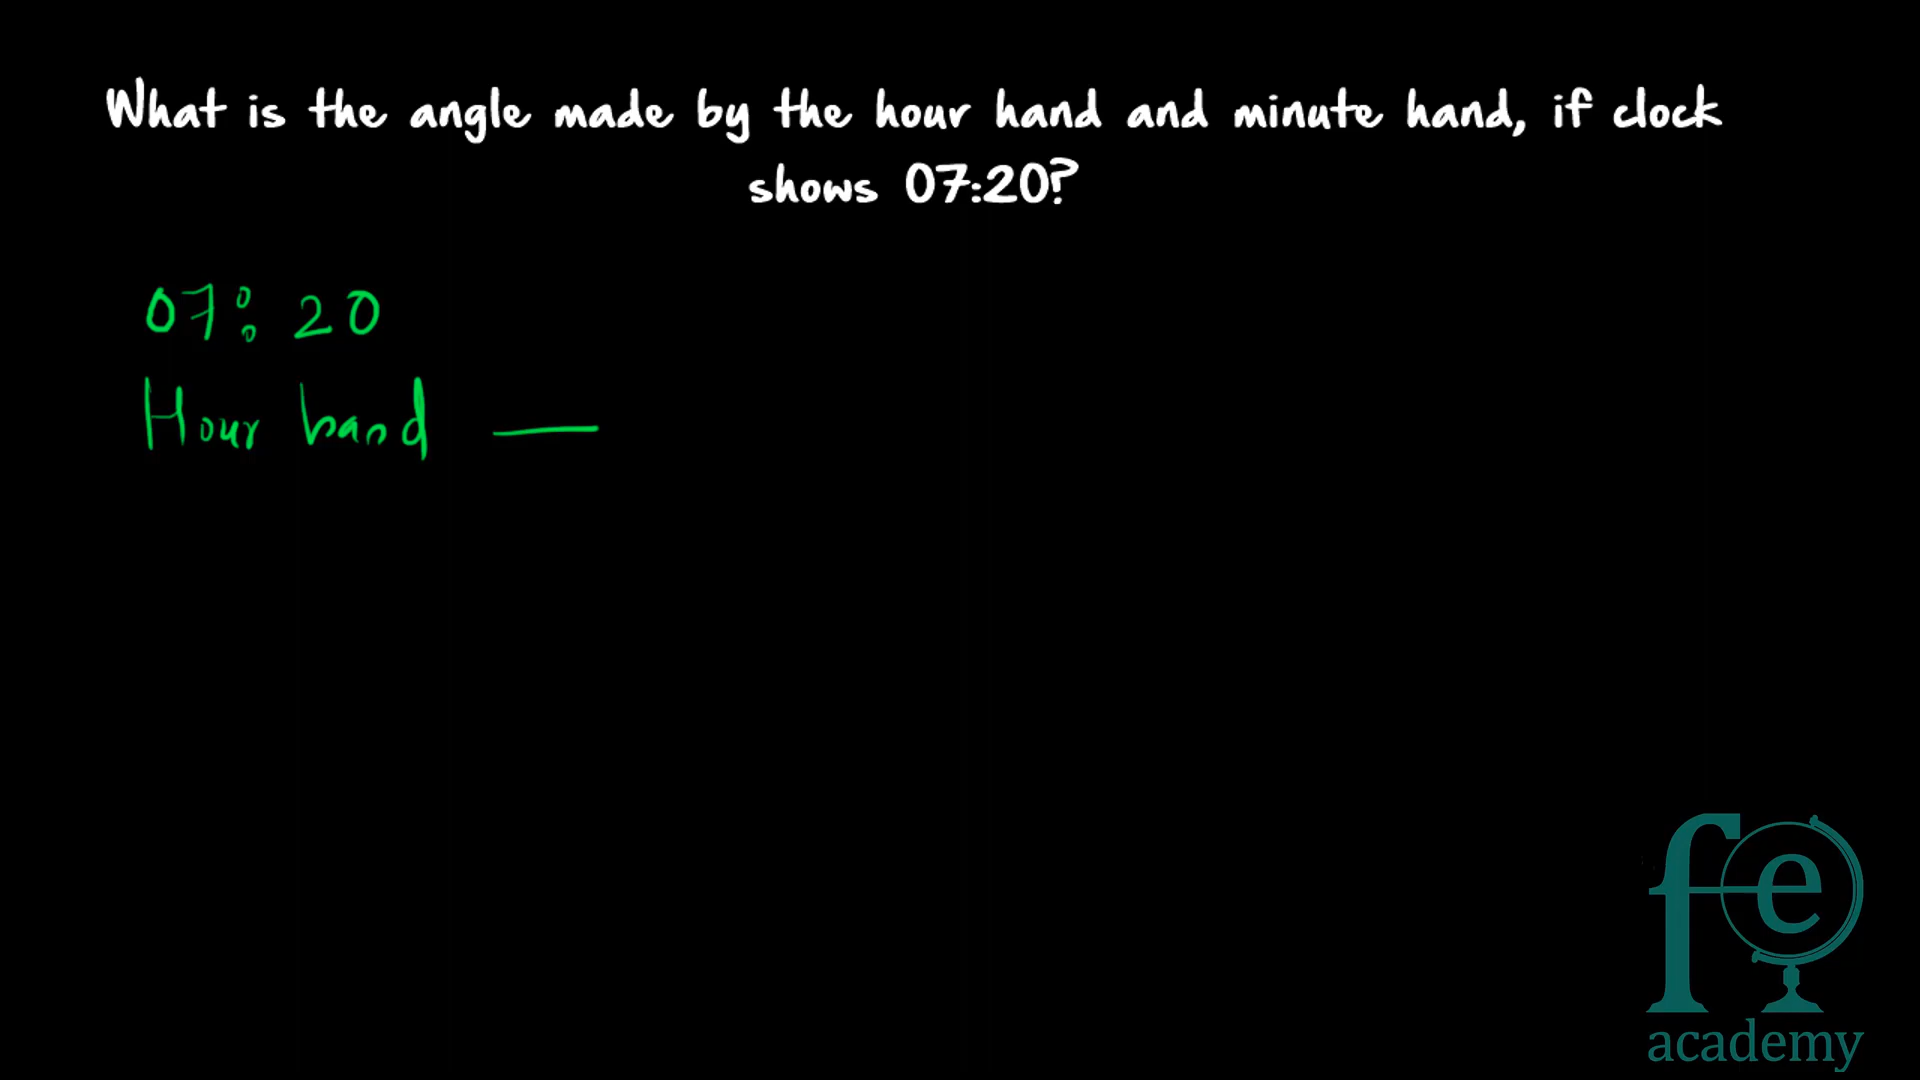 What is the angle made by the hour hand and minute hand, if clock
shows 07:20?
07: 20
Hour hand —
fe
academy